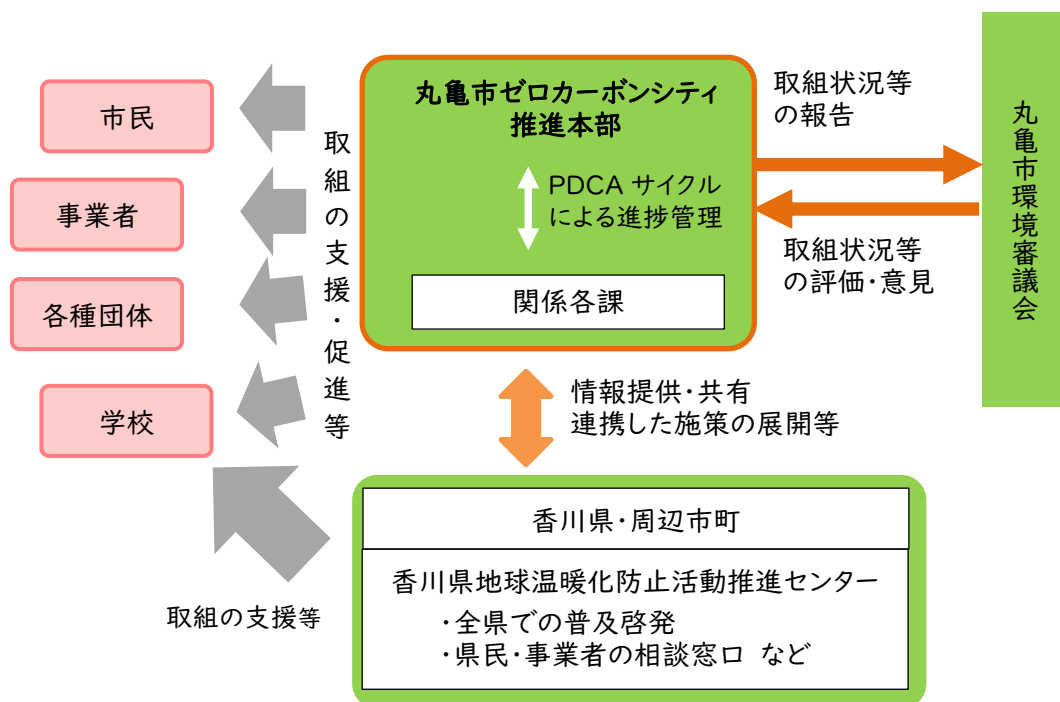 市民
事業者
各種団体
学校
取組の支援・促進等
丸亀市ゼロカーボンシティ
推進本部
PDCA サイクル
による進捗管理
関係各課
取組状況等
の報告
取組状況等
の評価・意見
丸亀市環境審議会
情報提供・共有
連携した施策の展開等
香川県・周辺市町
香川県地球温暖化防止活動推進センター
・全県での普及啓発
・県民・事業者の相談窓口 など
取組の支援等